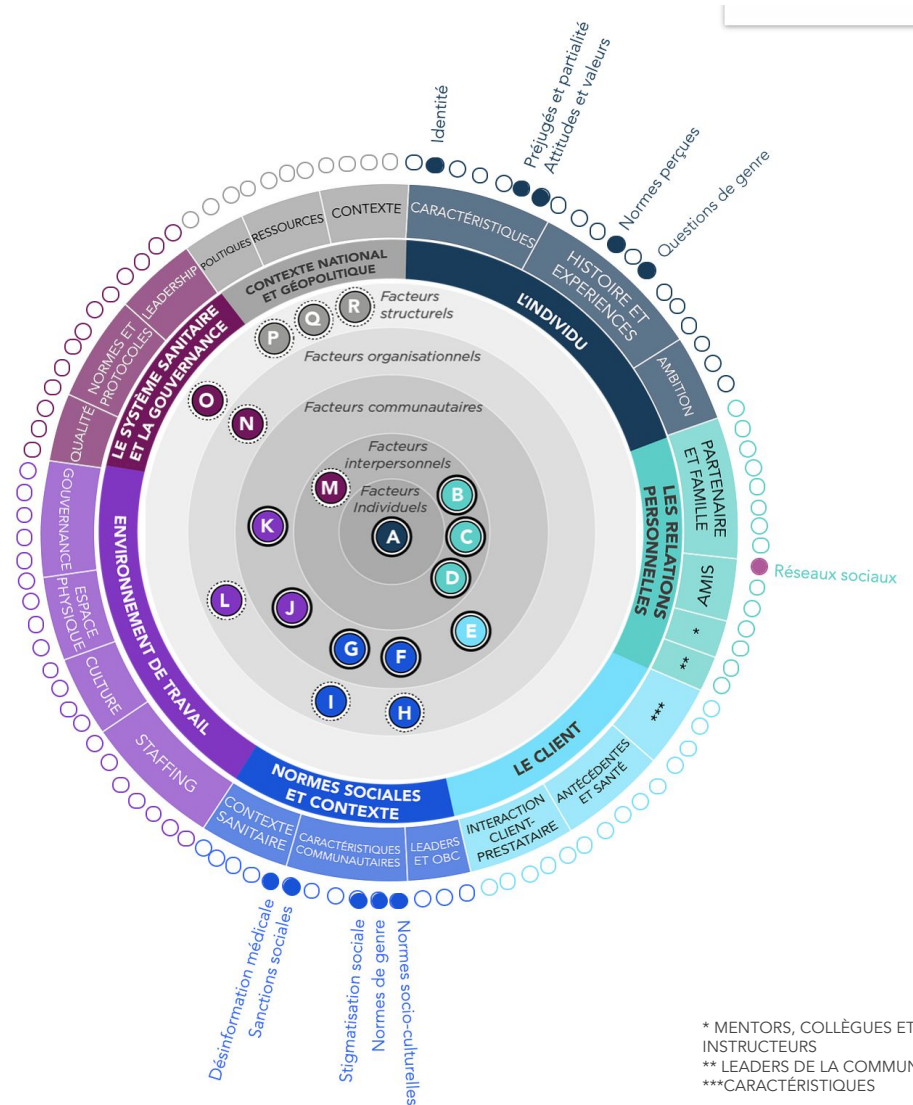 Identité
Préjugés et partialité
Attitudes et valeurs
Normes perçues
Questions de genre
POLITIQUES
RESSOURCES
CONTEXTE
CARACTÉRISTIQUES
HISTOIRE ET
EXPERIENCES
AMBITION
PARTENAIRE
ET FAMILLE
AMIS
*
**
***
Réseaux sociaux
ANTÉCÉDENTES
ET SANTÉ
INTERACTION
CLIENT-
PRESTATAIRE
LEADERS
ET OBC
CARACTÉRISTIQUES
COMMUNAUTAIRES
CONTEXTE
SANITAIRE
STAFFING
CULTURE
ESPACE
PHYSIQUE
GOUVERNANCE
QUALITÉ
NORMES ET
PROTOCOLES
LEADERSHIP
CONTEXTE NATIONAL
ET GÉOPOLITIQUE
L'INDIVIDU
LES RELATIONS
PERSONNELLES
LE CLIENT
NORMES SOCIALES
ET CONTEXTE
ENVIRONNEMENT DE TRAVAIL
LE SYSTÈME SANITAIRE
ET LA GOUVERNANCE
Facteurs
structurels
Facteurs organisationnels
Facteurs communautaires
Facteurs
interpersonnels
Facteurs
Individuels
P
Q
R
O
N
M
B
K
A
C
D
L
J
E
G
F
I
H
Désinformation médicale
Sanctions sociales
Stigmatisation sociale
Normes de genre
Normes socio-culturelles
* MENTORS, COLLÈGUES ET
INSTRUCTEURS
** LEADERS DE LA COMMUN
***CARACTÉRISTIQUES